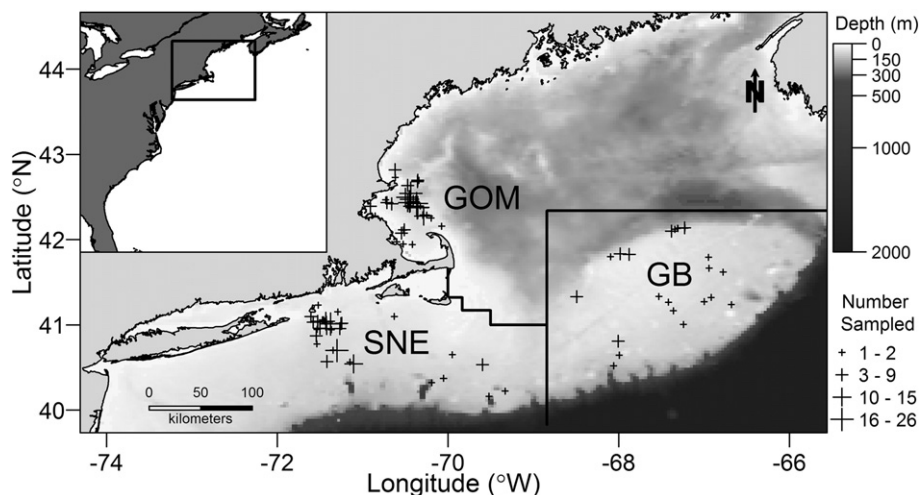 44
43
42
41
40
Latitude (°N)
-74
-72
-70
-68
-66
Longitude (°W)
GOM
GB
SNE
N
0
50
100
kilometers
Depth (m)
0
150
300
500
1000
2000
Number
Sampled
1 - 2
3 - 9
10 - 15
16 - 26